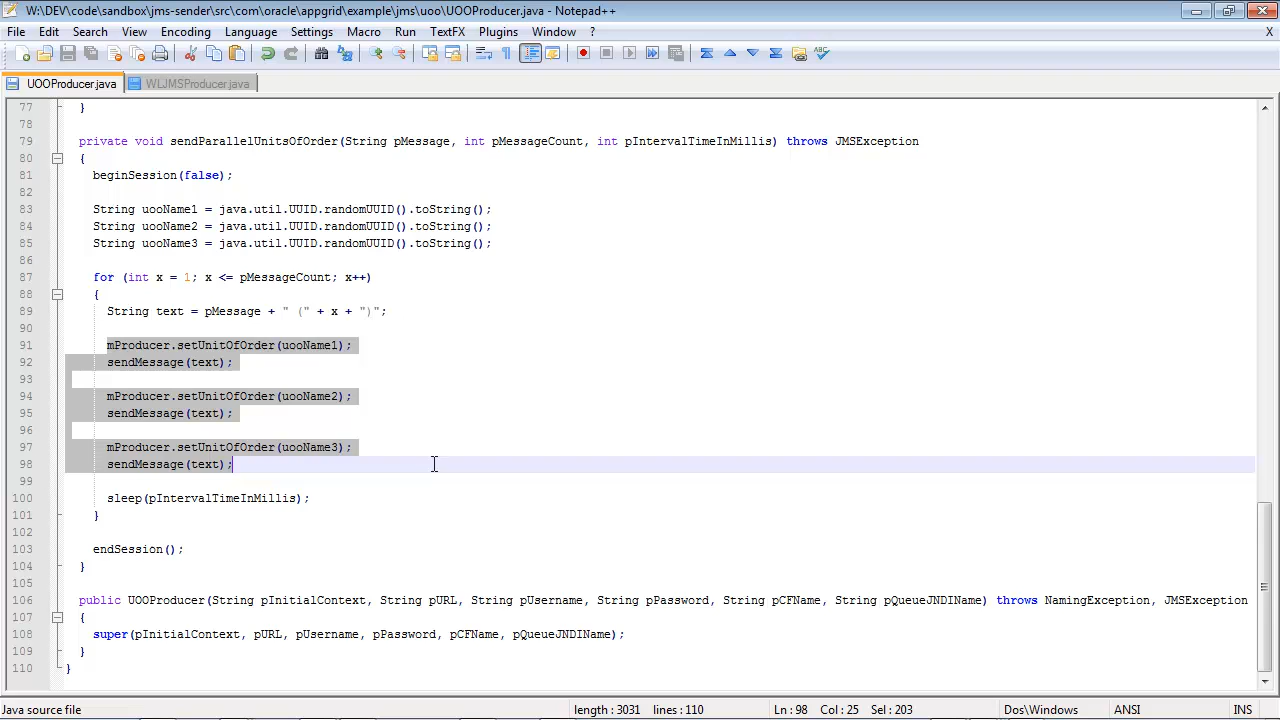 W:\DEV\code\sandbox\jms-sender\src\com\oracle\appgrid\example\jms\uoo\UOOProducer.java - Notepad++
File Edit Search View Encoding Language Settings Macro Run TextFX Plugins Window ? X
UOOProducer.java WLJMSProducer.java
77 }
78
79 private void sendParallelUnitsOfOrder(String pMessage, int pMessageCount, int pIntervalTimeInMillis) throws JMSException
80 {
81 beginSession(false);
82
83 String uooName1 = java.util.UUID.randomUUID().toString();
84 String uooName2 = java.util.UUID.randomUUID().toString();
85 String uooName3 = java.util.UUID.randomUUID().toString();
86
87 for (int x = 1; x <= pMessageCount; x++)
88 {
89 String text = pMessage + " (" + x + ")";
90
91 mProducer.setUnitOfOrder(uooName1);
92 sendMessage(text);
93
94 mProducer.setUnitOfOrder(uooName2);
95 sendMessage(text);
96
97 mProducer.setUnitOfOrder(uooName3);
98 sendMessage(text);
99
100 sleep(pIntervalTimeInMillis);
101 }
102
103 endSession();
104 }
105
106 public UOOProducer(String pInitialContext, String pURL, String pUsername, String pPassword, String pCFName, String pQueueJNDIName) throws NamingException, JMSException
107 {
108 super(pInitialContext, pURL, pUsername, pPassword, pCFName, pQueueJNDIName);
109 }
110 }
Java source file length : 3031 lines : 110 Ln : 98 Col : 25 Sel : 203 Dos\Windows ANSI INS